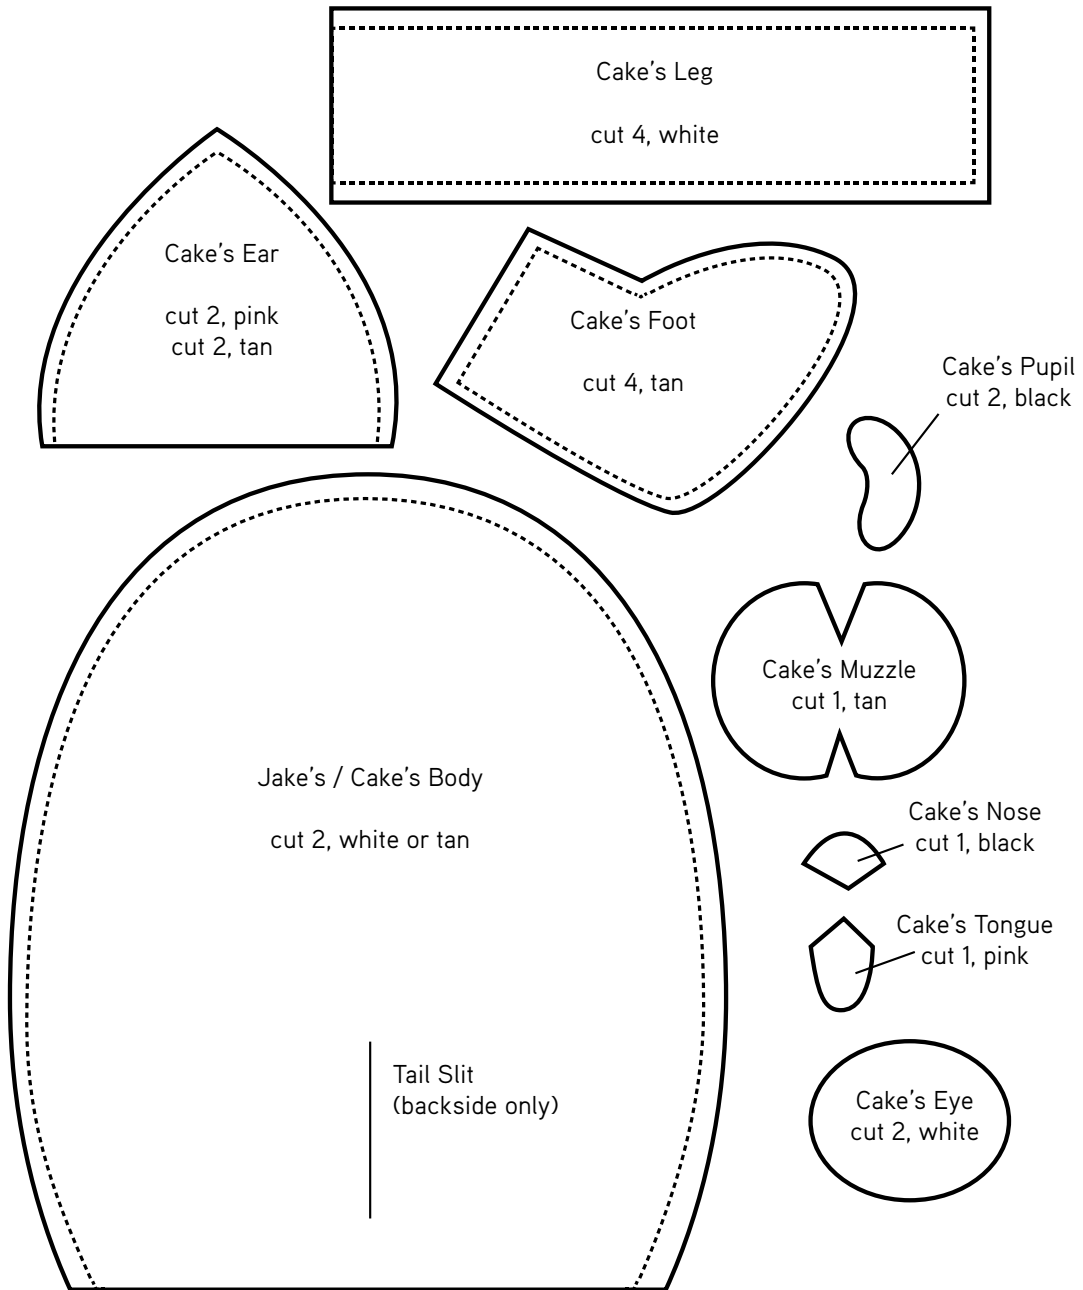 Cake's Leg
cut 4, white
Cake's Ear
cut 2, pink
cut 2, tan
Cake's Foot
cut 4, tan
Cake's Pupil
cut 2, black
Cake's Muzzle
cut 1, tan
Jake's / Cake's Body
cut 2, white or tan
Cake's Nose
cut 1, black
Cake's Tongue
cut 1, pink
Tail Slit
(backside only)
Cake's Eye
cut 2, white